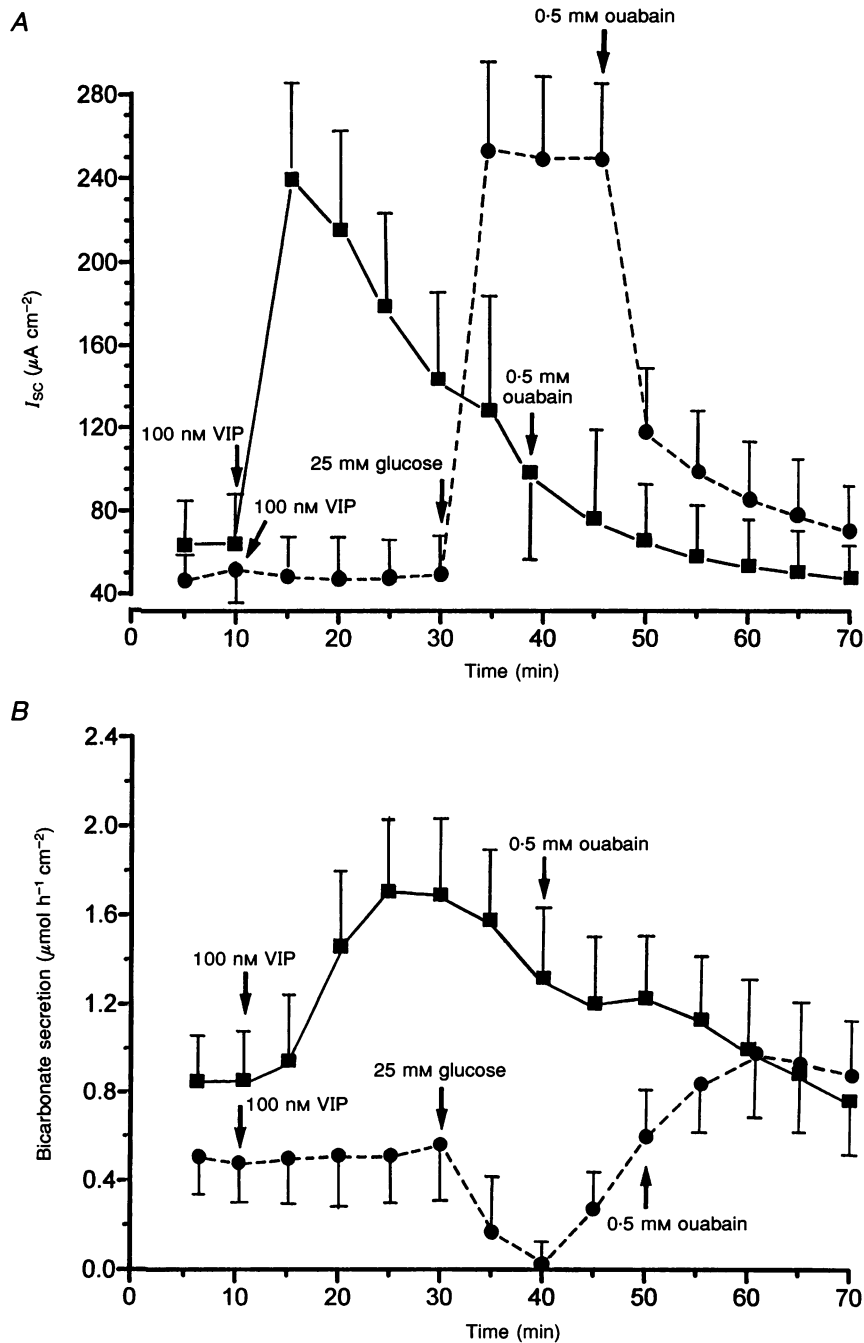 A
0·5 mM ouabain
280
240
200
160
120
80
40
I_SC (μA cm⁻²)
100 nM VIP
100 nM VIP
25 mM glucose
0·5 mM
ouabain
0 10 20 30 40 50 60 70
Time (min)
B
2.4
2.0
1.6
1.2
0.8
0.4
0.0
Bicarbonate secretion (μmol h⁻¹ cm⁻²)
0·5 mM ouabain
100 nM VIP
25 mM glucose
100 nM VIP
0·5 mM ouabain
0 10 20 30 40 50 60 70
Time (min)